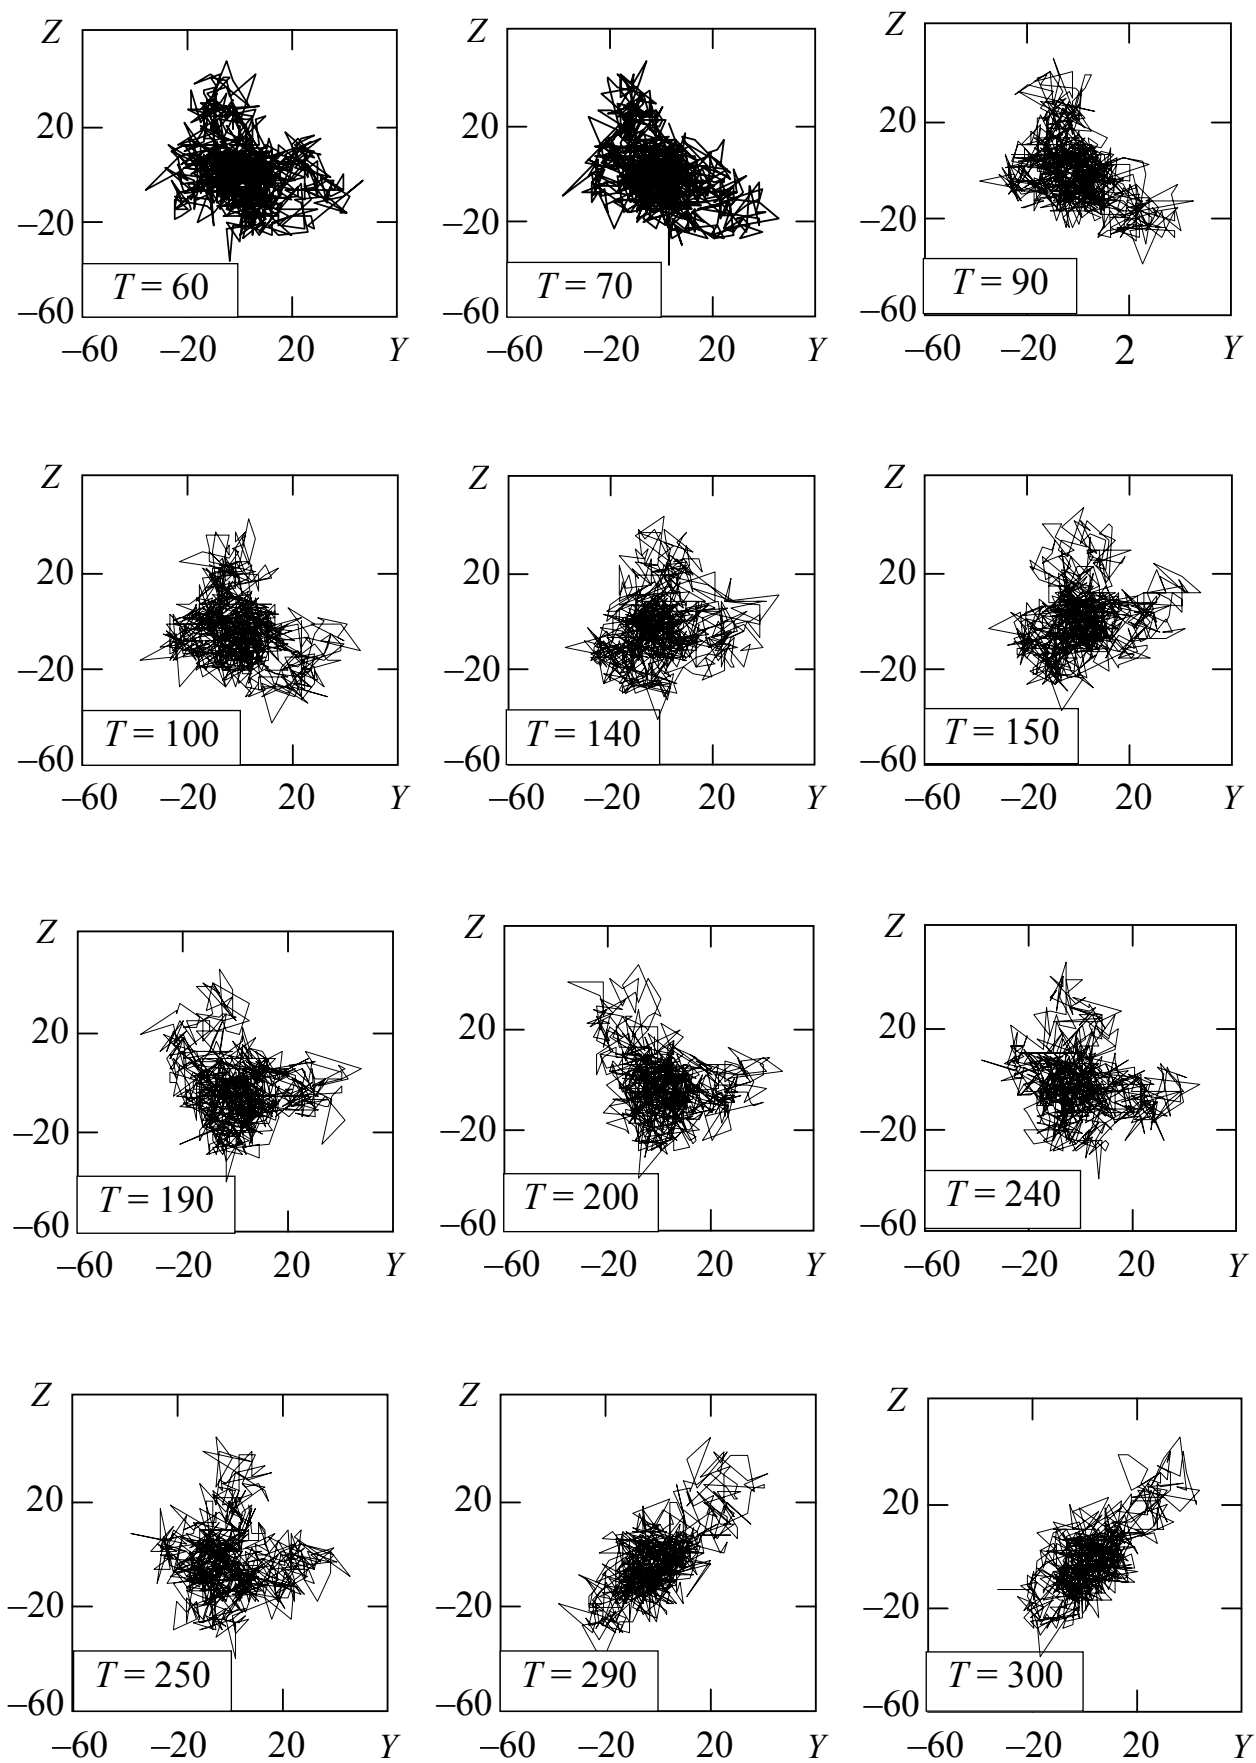 Z Z Z
20 20 20
–20 –20 –20
T = 60 T = 70 T = 90
–60 –60 –60
–60 –20 20 Y –60 –20 20 Y –60 –20 2 Y
Z Z Z
20 20 20
–20 –20 –20
T = 100 T = 140 T = 150
–60 –60 –60
–60 –20 20 Y –60 –20 20 Y –60 –20 20 Y
Z Z Z
20 20 20
–20 –20 –20
T = 190 T = 200 T = 240
–60 –60 –60
–60 –20 20 Y –60 –20 20 Y –60 –20 20 Y
Z Z Z
20 20 20
–20 –20 –20
T = 250 T = 290 T = 300
–60 –60 –60
–60 –20 20 Y –60 –20 20 Y –60 –20 20 Y